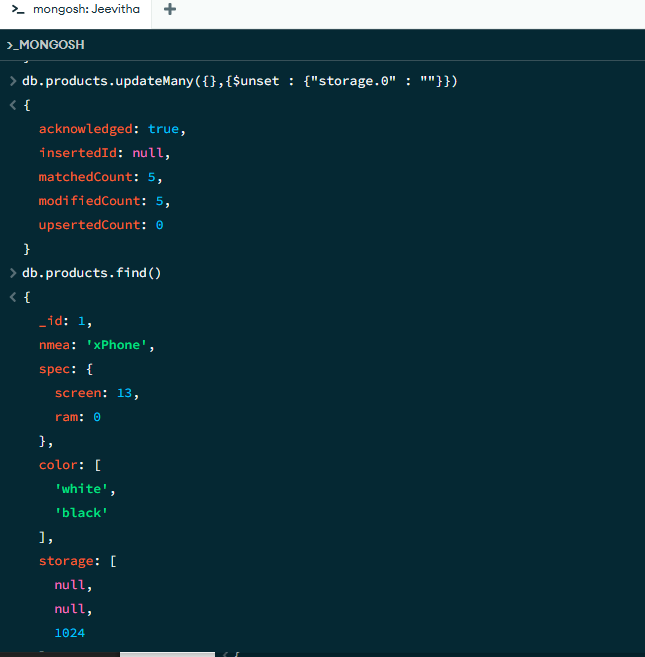 >_ mongosh: Jeevitha +
>_MONGOSH
> db.products.updateMany({},{$unset : {"storage.0" : ""}})
< {
acknowledged: true,
insertedId: null,
matchedCount: 5,
modifiedCount: 5,
upsertedCount: 0
}
> db.products.find()
< {
_id: 1,
nmea: 'xPhone',
spec: {
screen: 13,
ram: 0
},
color: [
'white',
'black'
],
storage: [
null,
null,
1024